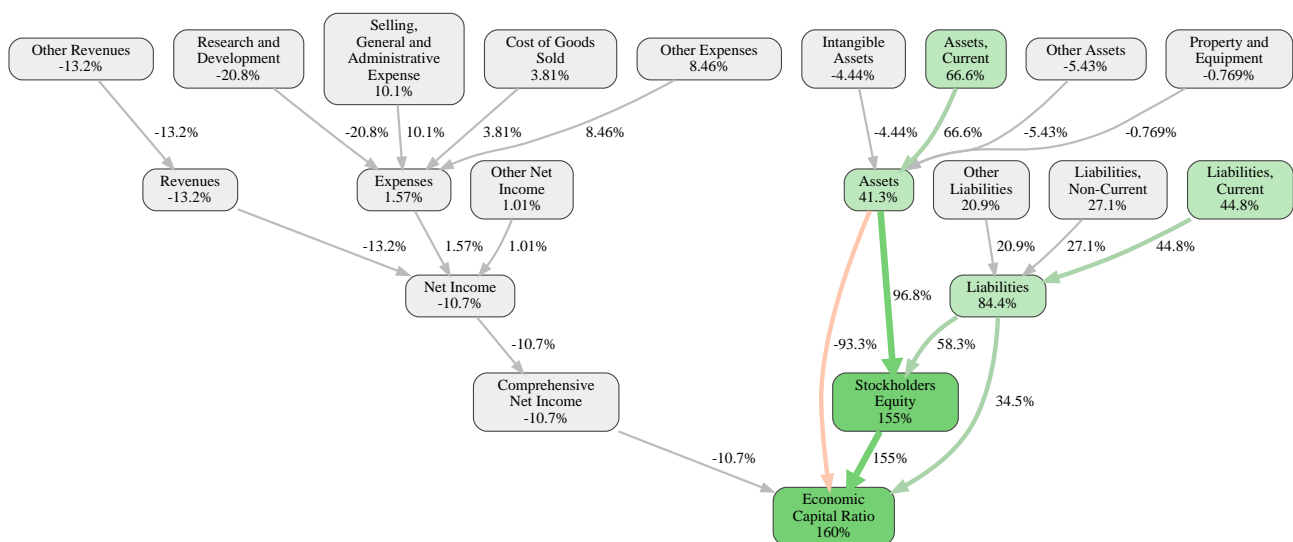 Other Revenues
-13.2%
Research and
Development
-20.8%
Selling,
General and
Administrative
Expense
10.1%
Cost of Goods
Sold
3.81%
Other Expenses
8.46%
Intangible
Assets
-4.44%
Assets,
Current
66.6%
Other Assets
-5.43%
Property and
Equipment
-0.769%
-13.2%
-20.8%
10.1%
3.81%
8.46%
-4.44%
66.6%
-5.43%
-0.769%
Revenues
-13.2%
Expenses
1.57%
Other Net
Income
1.01%
Assets
41.3%
Other
Liabilities
20.9%
Liabilities,
Non-Current
27.1%
Liabilities,
Current
44.8%
-13.2%
1.57%
1.01%
20.9%
27.1%
44.8%
Net Income
-10.7%
96.8%
Liabilities
84.4%
-10.7%
-93.3%
58.3%
Comprehensive
Net Income
-10.7%
Stockholders
Equity
155%
34.5%
-10.7%
155%
Economic
Capital Ratio
160%